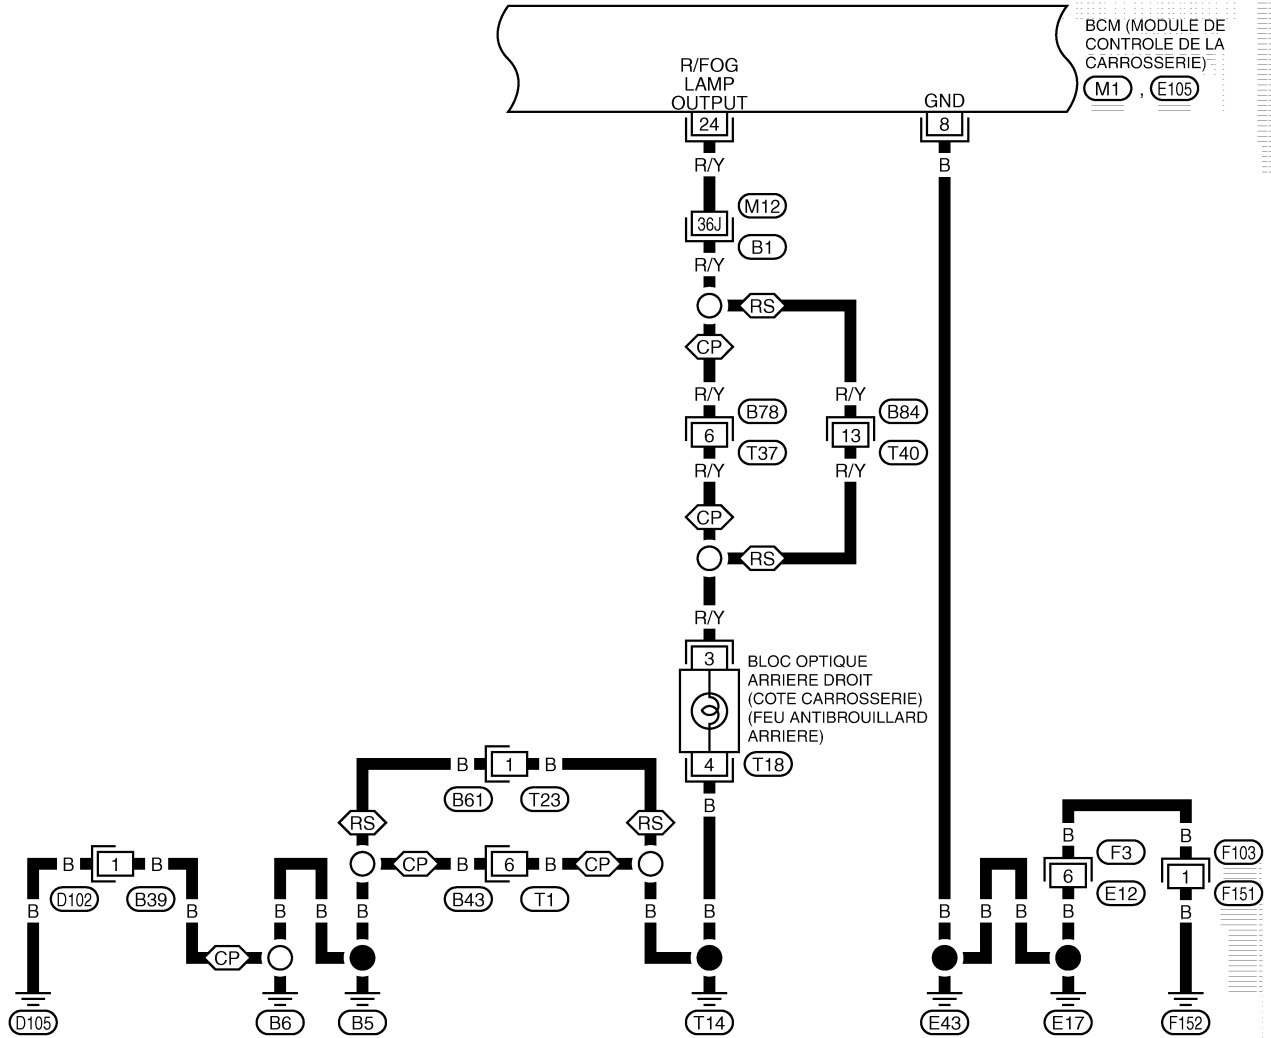 BCM (MODULE DE
CONTROLE DE LA
CARROSSERIE)
M1 , E105
R/FOG
LAMP
OUTPUT
GND
24
8
R/Y
B
M12
36J
B1
R/Y
RS
CP
R/Y
R/Y
B78
B84
6
13
T37
T40
R/Y
R/Y
CP
RS
R/Y
3
BLOC OPTIQUE
ARRIERE DROIT
(COTE CARROSSERIE)
(FEU ANTIBROUILLARD
ARRIERE)
4
T18
B
1
B
B61
T23
B
RS
RS
B
B
F3
F103
B
1
B
CP
B
6
B
CP
6
1
D102
B39
B43
T1
E12
F151
B
B
B
B
B
B
B
B
B
B
B
B
B
CP
D105
B6
B5
T14
E43
E17
F152